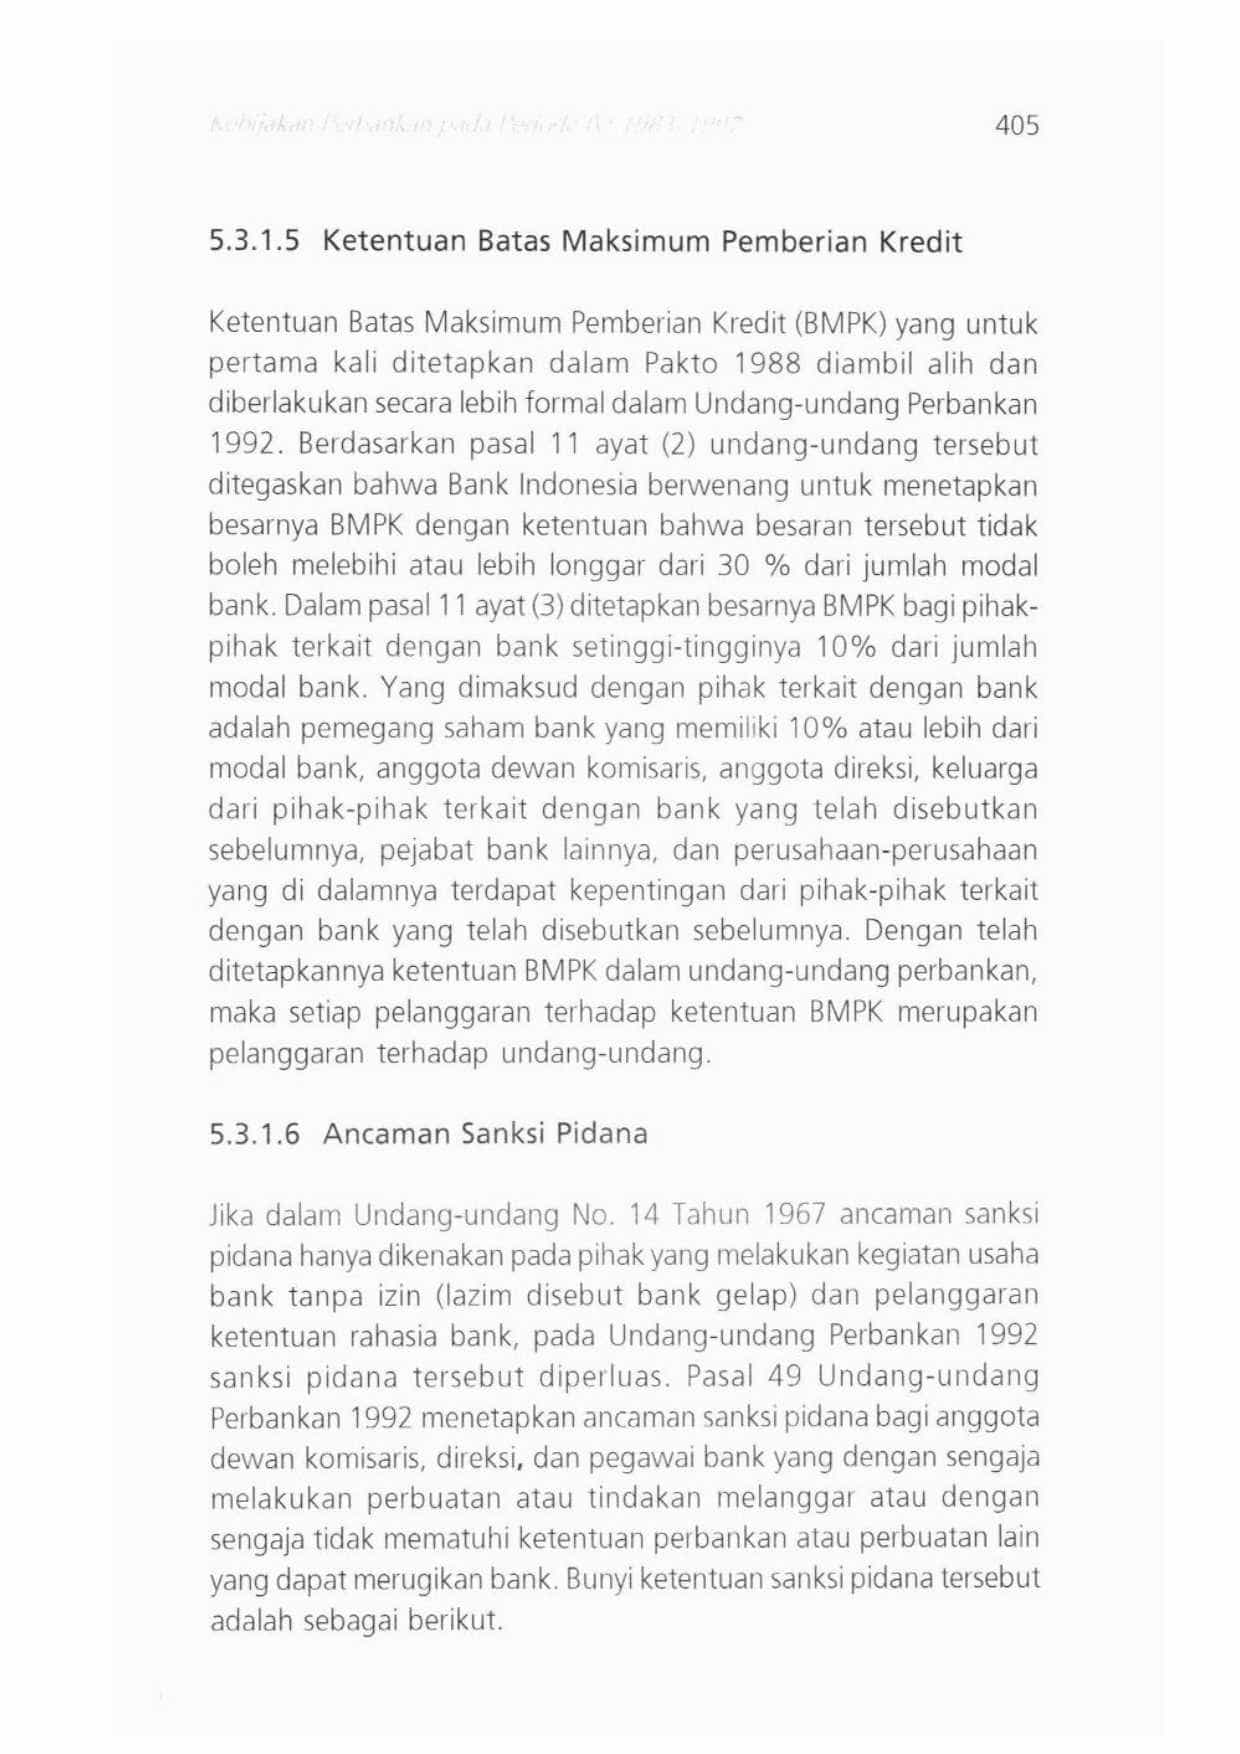 Kebijakan Perbankan pada Periode 1983-1997
405
5.3.1.5 Ketentuan Batas Maksimum Pemberian Kredit
Ketentuan Batas Maksimum Pemberian Kredit (BMPK) yang untuk
pertama kali ditetapkan dalam Pakto 1988 diambil alih dan
diberlakukan secara lebih formal dalam Undang-undang Perbankan
1992. Berdasarkan pasal 11 ayat (2) undang-undang tersebut
ditegaskan bahwa Bank Indonesia berwenang untuk menetapkan
besarnya BMPK dengan ketentuan bahwa besaran tersebut tidak
boleh melebihi atau lebih longgar dari 30 % dari jumlah modal
bank. Dalam pasal 11 ayat (3) ditetapkan besarnya BMPK bagi pihak-
pihak terkait dengan bank setinggi-tingginya 10% dari jumlah
modal bank. Yang dimaksud dengan pihak terkait dengan bank
adalah pemegang saham bank yang memiliki 10% atau lebih dari
modal bank, anggota dewan komisaris, anggota direksi, keluarga
dari pihak-pihak terkait dengan bank yang telah disebutkan
sebelumnya, pejabat bank lainnya, dan perusahaan-perusahaan
yang di dalamnya terdapat kepentingan dari pihak-pihak terkait
dengan bank yang telah disebutkan sebelumnya. Dengan telah
ditetapkannya ketentuan BMPK dalam undang-undang perbankan,
maka setiap pelanggaran terhadap ketentuan BMPK merupakan
pelanggaran terhadap undang-undang.
5.3.1.6 Ancaman Sanksi Pidana
Jika dalam Undang-undang No. 14 Tahun 1967 ancaman sanksi
pidana hanya dikenakan pada pihak yang melakukan kegiatan usaha
bank tanpa izin (lazim disebut bank gelap) dan pelanggaran
ketentuan rahasia bank, pada Undang-undang Perbankan 1992
sanksi pidana tersebut diperluas. Pasal 49 Undang-undang
Perbankan 1992 menetapkan ancaman sanksi pidana bagi anggota
dewan komisaris, direksi, dan pegawai bank yang dengan sengaja
melakukan perbuatan atau tindakan melanggar atau dengan
sengaja tidak mematuhi ketentuan perbankan atau perbuatan lain
yang dapat merugikan bank. Bunyi ketentuan sanksi pidana tersebut
adalah sebagai berikut.